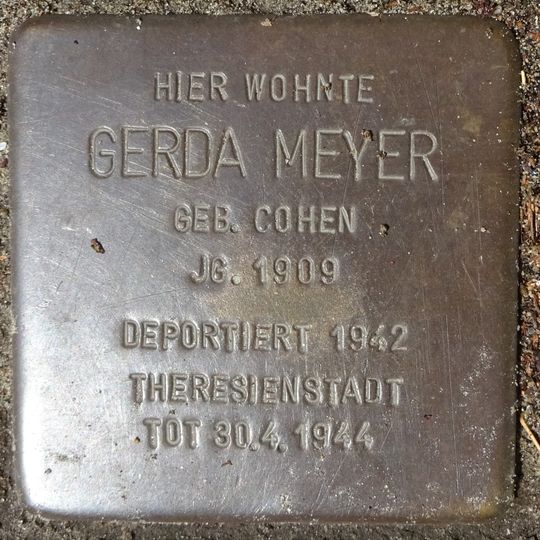 HIER WOHNTE
GERDA MEYER
GEB. COHEN
JG. 1909
DEPORTIERT 1942
THERESIENSTADT
TOT 30.4.1944